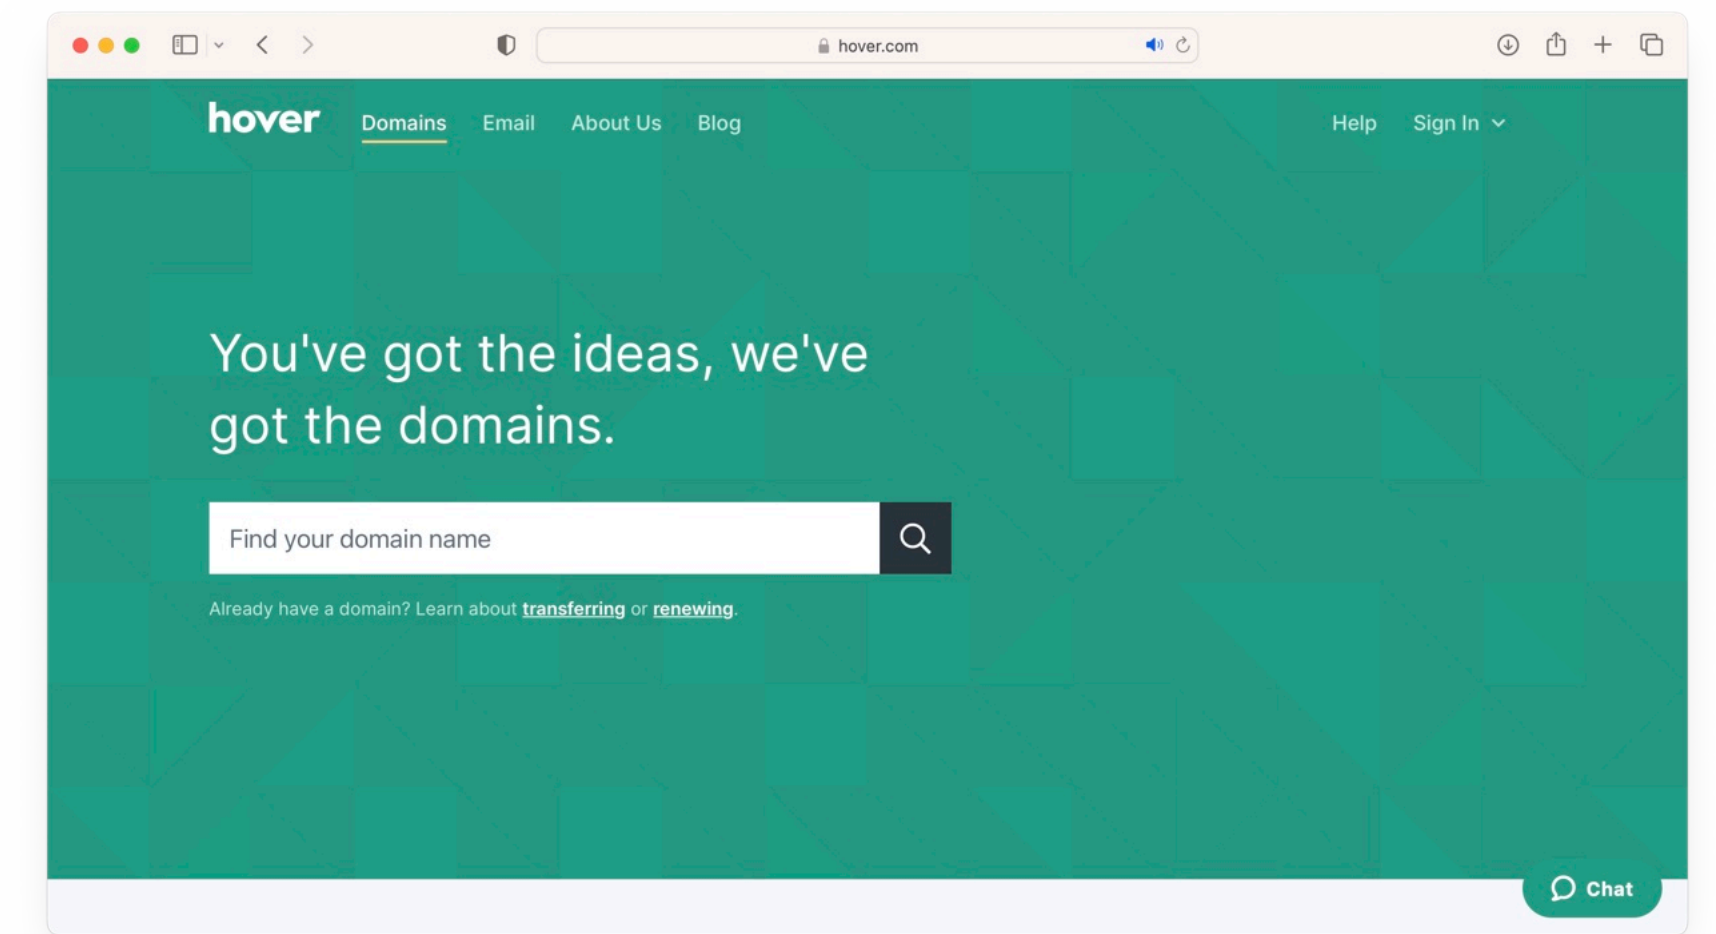 hover.com
hover Domains Email About Us Blog Help Sign In
You've got the ideas, we've
got the domains.
Find your domain name
Already have a domain? Learn about transferring or renewing.
Chat